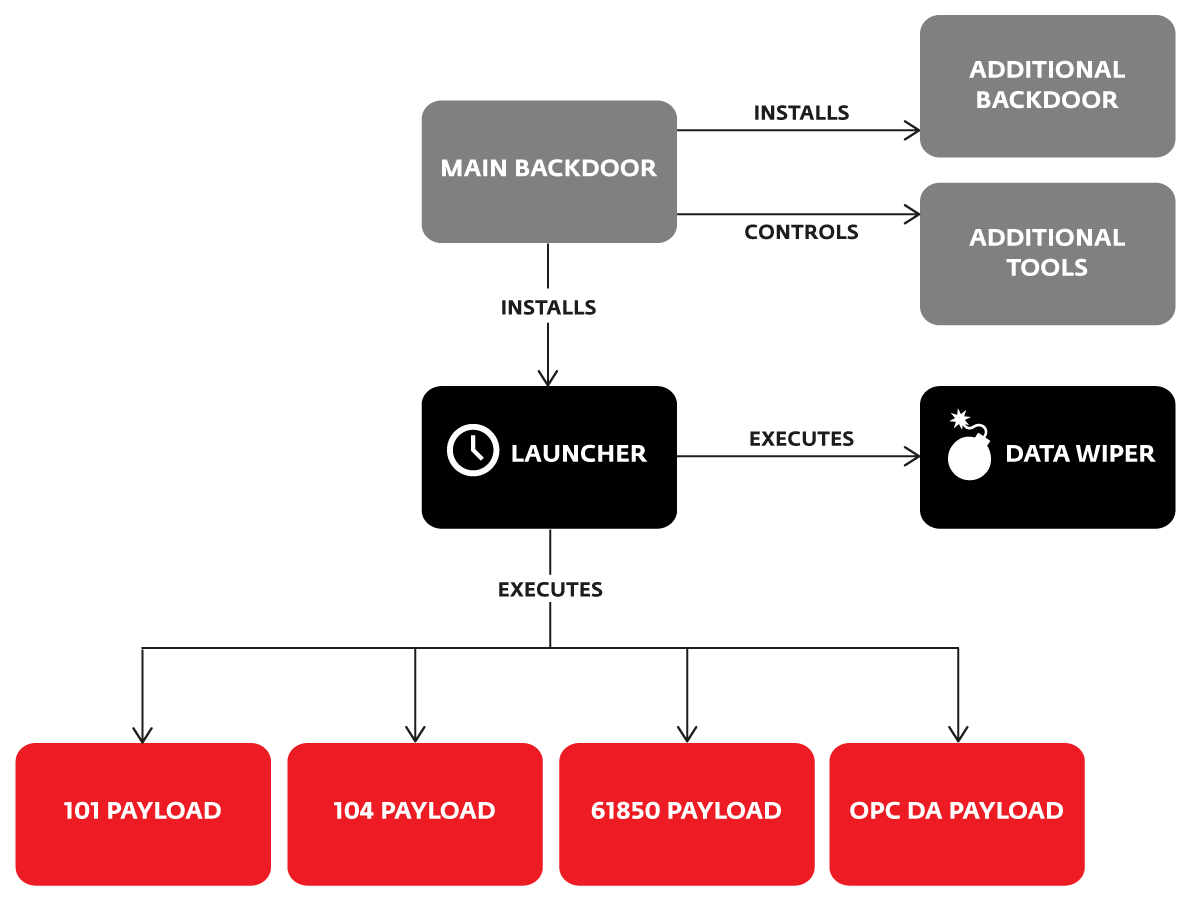 ADDITIONAL
BACKDOOR
INSTALLS
MAIN BACKDOOR
CONTROLS
ADDITIONAL
TOOLS
INSTALLS
LAUNCHER
EXECUTES
DATA WIPER
EXECUTES
101 PAYLOAD
104 PAYLOAD
61850 PAYLOAD
OPC DA PAYLOAD